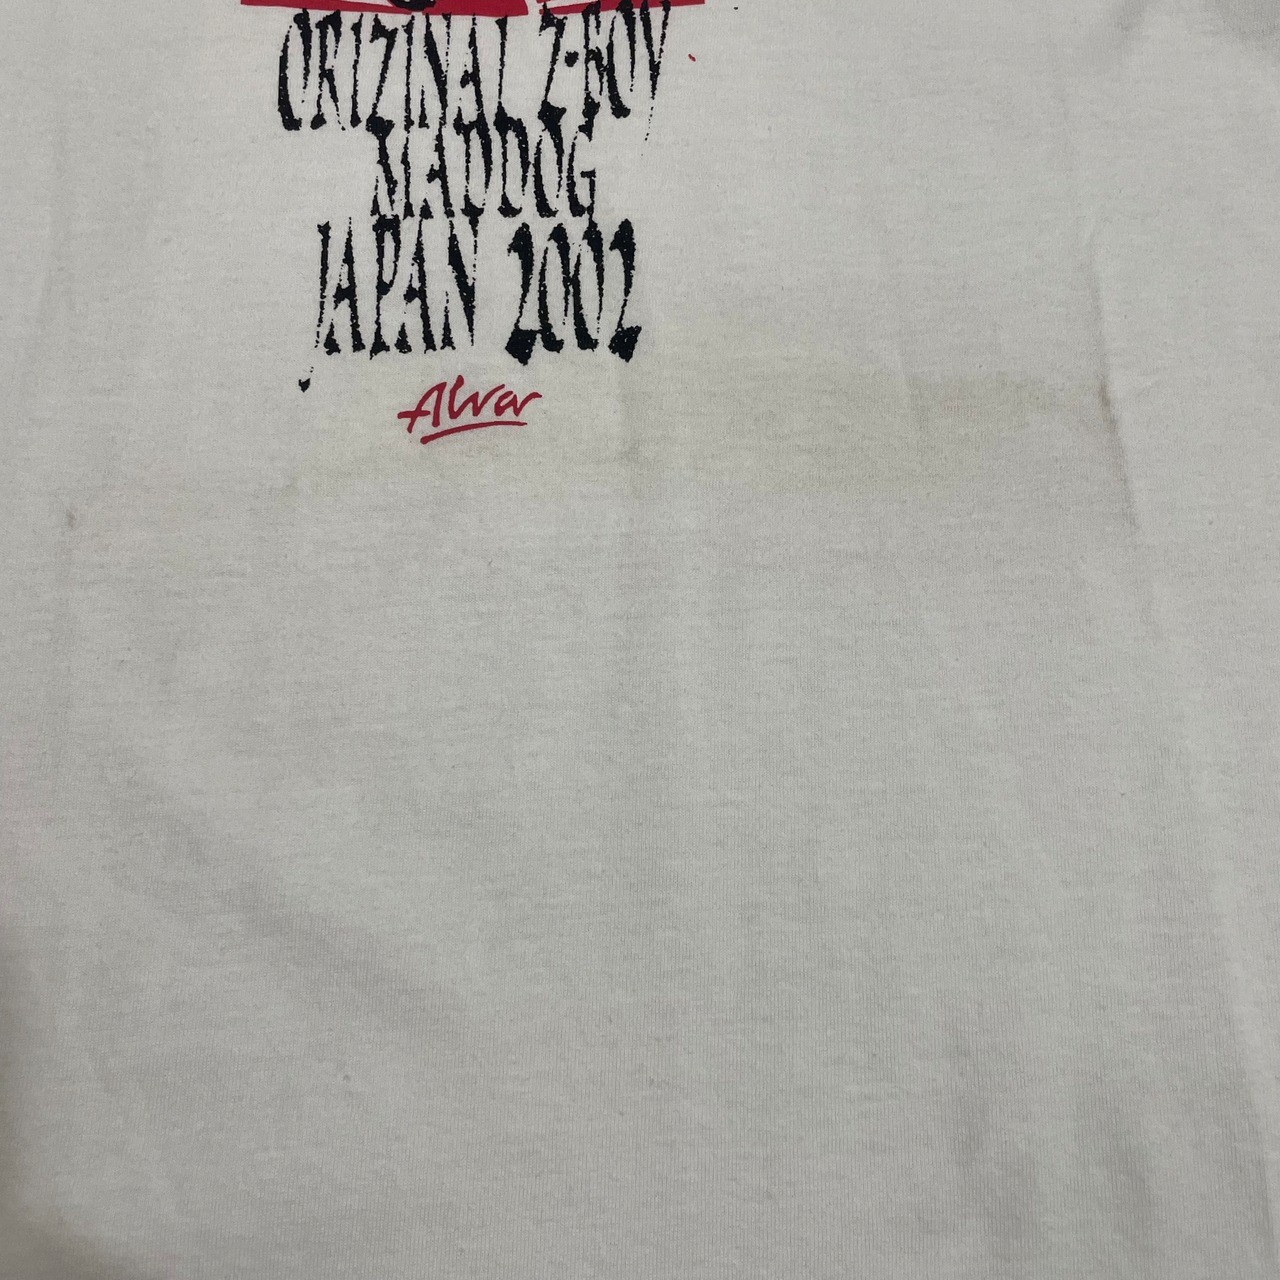 ORIZINAL Z-BOY
MADDOG
JAPAN 2002
Alva